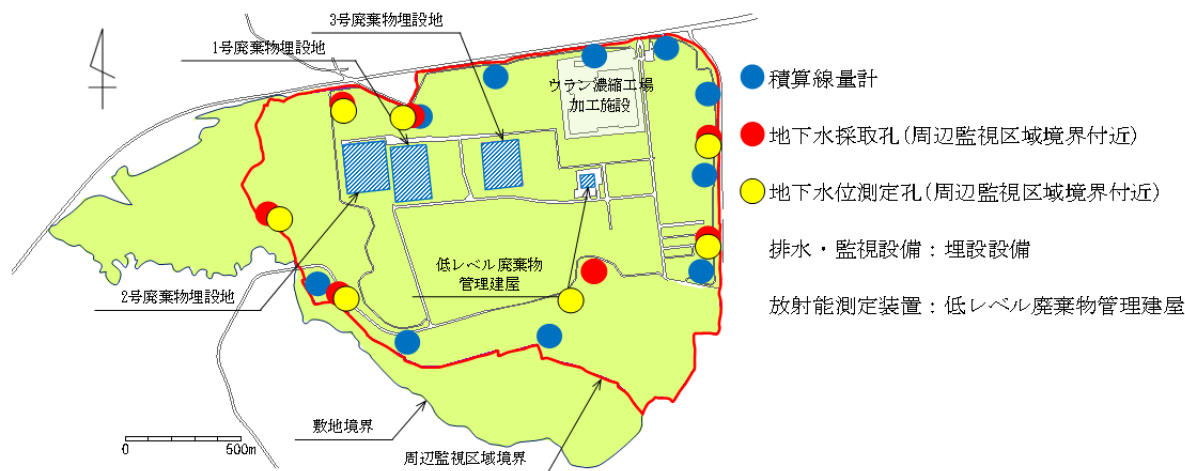 3号廃棄物埋設地
1号廃棄物埋設地
ウラン濃縮工場
加工施設
低レベル廃棄物
管理建屋
2号廃棄物埋設地
敷地境界
周辺監視区域境界
0
500m
積算線量計
地下水採取孔(周辺監視区域境界付近)
地下水位測定孔(周辺監視区域境界付近)
排水・監視設備：埋設設備
放射能測定装置：低レベル廃棄物管理建屋